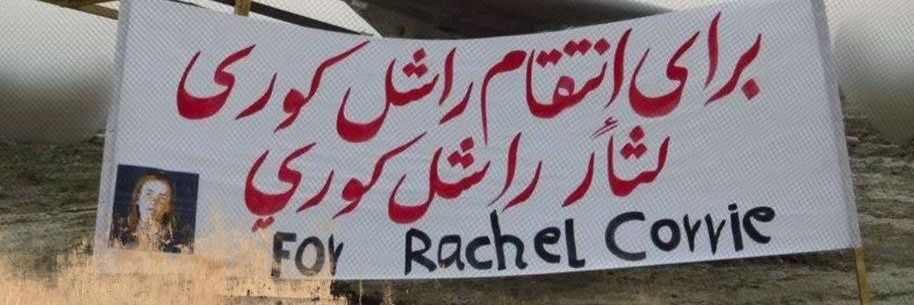 برای انتقام راشل کوری
لثأر راشل كوري
For Rachel Corrie